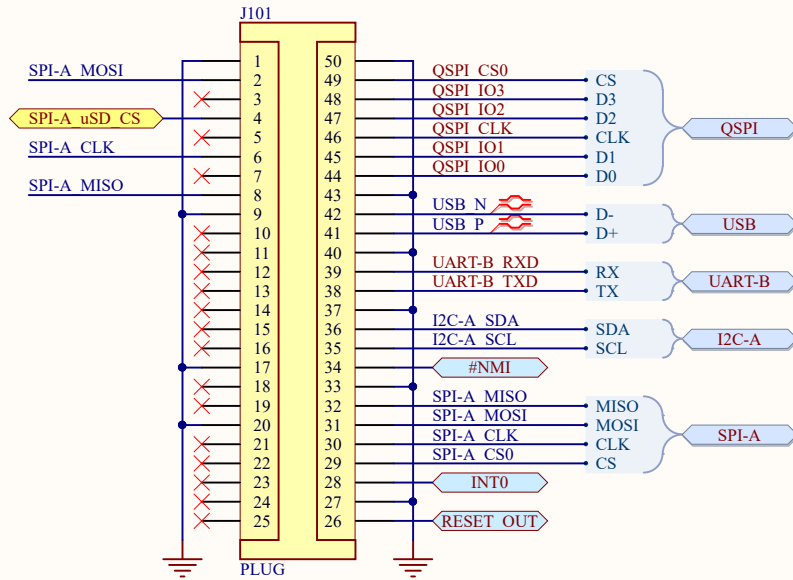 J101
1 50
SPI-A_MOSI 2 49 QSPI_CS0 CS
3 48 QSPI_IO3 D3
SPI-A_uSD_CS 4 47 QSPI_IO2 D2 QSPI
5 46 QSPI_CLK CLK
SPI-A_CLK 6 45 QSPI_IO1 D1
7 44 QSPI_IO0 D0
SPI-A_MISO 8 43
9 42 USB_N D- USB
10 41 USB_P D+
11 40
12 39 UART-B_RXD RX UART-B
13 38 UART-B_TXD TX
14 37
15 36 I2C-A_SDA SDA I2C-A
16 35 I2C-A_SCL SCL
17 34 #NMI
18 33
19 32 SPI-A_MISO MISO
20 31 SPI-A_MOSI MOSI SPI-A
21 30 SPI-A_CLK CLK
22 29 SPI-A_CS0 CS
23 28 INT0
24 27
25 26 RESET_OUT
PLUG